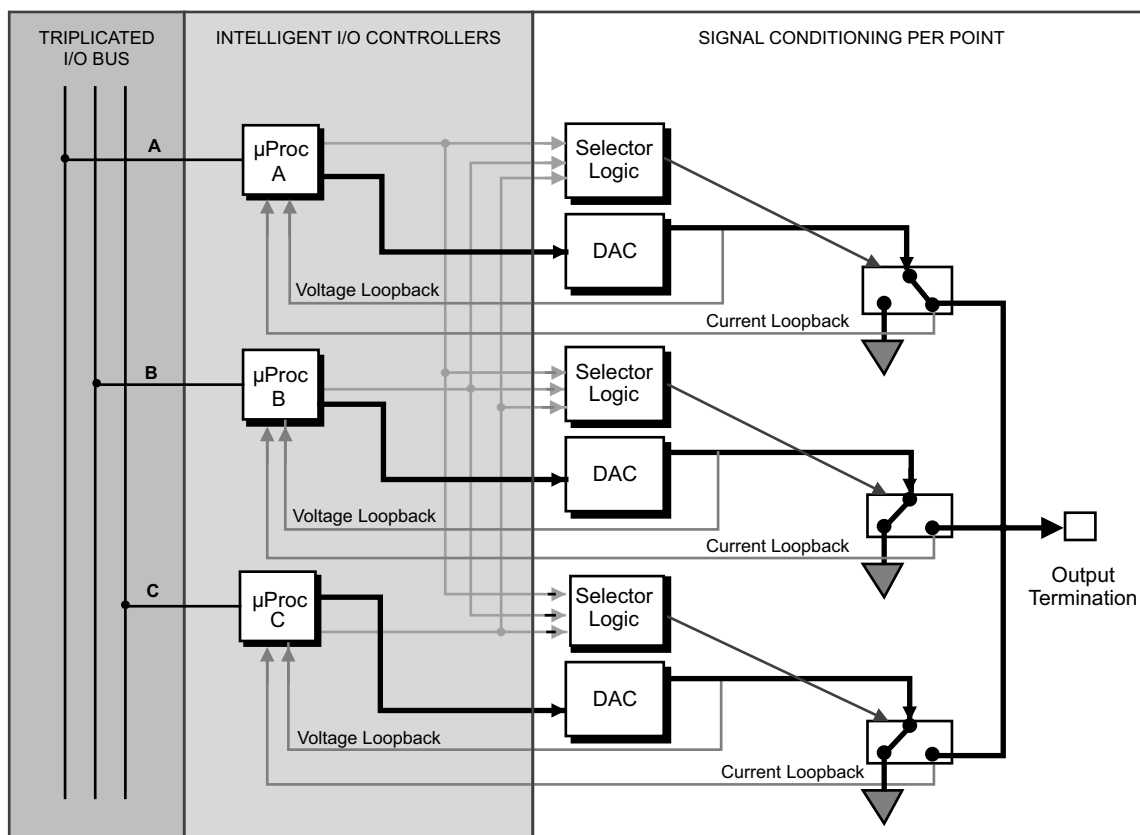 TRIPLICATED
I/O BUS
INTELLIGENT I/O CONTROLLERS
SIGNAL CONDITIONING PER POINT
A
µProc
A
Selector
Logic
DAC
Voltage Loopback
Current Loopback
B
µProc
B
Selector
Logic
DAC
Voltage Loopback
Current Loopback
Output
Termination
C
µProc
C
Selector
Logic
DAC
Voltage Loopback
Current Loopback